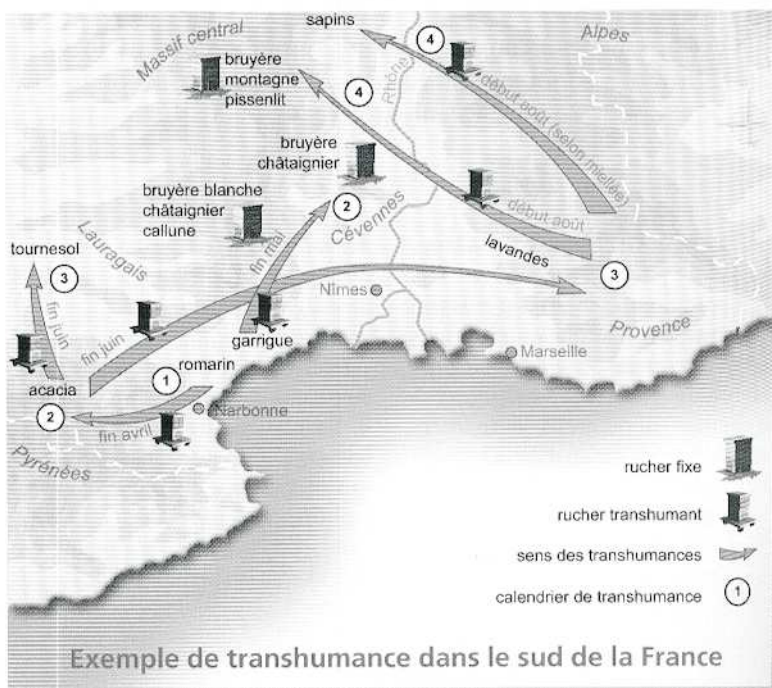 sapins
4
Alpes
Massif central
bruyère
montagne
pissenlit
4
Rhône
début août (selon miellée)
bruyère
châtaignier
bruyère blanche
châtaignier
callune
2
Cévennes
fin mai
début août
lavandes
3
Lauragais
tournesol
3
fin juin
fin juin
Nîmes
garrigue
Provence
Marseille
acacia
1
romarin
2
fin avril
Narbonne
Pyrénées
rucher fixe
rucher transhumant
sens des transhumances
calendrier de transhumance
1
Exemple de transhumance dans le sud de la France